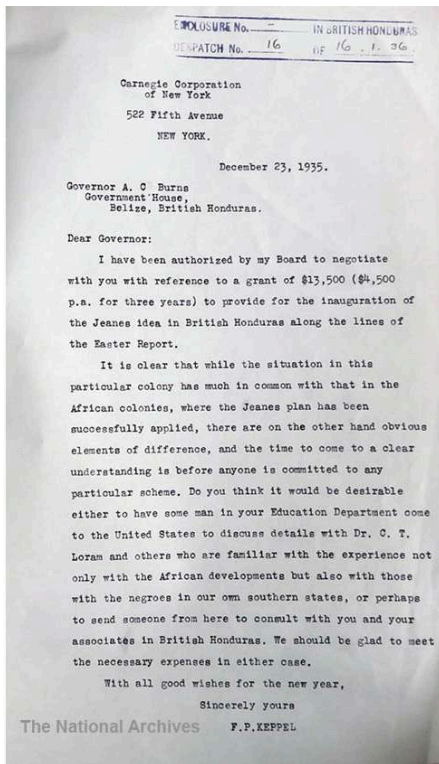 ENCLOSURE No. - IN BRITISH HONDURAS
DESPATCH No. 16 OF 16. 1. 36.
Carnegie Corporation
of New York
522 Fifth Avenue
NEW YORK.
December 23, 1935.
Governor A. C Burns
Government House,
Belize, British Honduras.
Dear Governor:
I have been authorized by my Board to negotiate
with you with reference to a grant of $13,500 ($4,500
p.a. for three years) to provide for the inauguration of
the Jeanes idea in British Honduras along the lines of
the Easter Report.
It is clear that while the situation in this
particular colony has much in common with that in the
African colonies, where the Jeanes plan has been
successfully applied, there are on the other hand obvious
elements of difference, and the time to come to a clear
understanding is before anyone is committed to any
particular scheme. Do you think it would be desirable
either to have some man in your Education Department come
to the United States to discuss details with Dr. C. T.
Loram and others who are familiar with the experience not
only with the African developments but also with those
with the negroes in our own southern states, or perhaps
to send someone from here to consult with you and your
associates in British Honduras. We should be glad to meet
the necessary expenses in either case.
With all good wishes for the new year,
Sincerely yours
F.P.KEPPEL
The National Archives